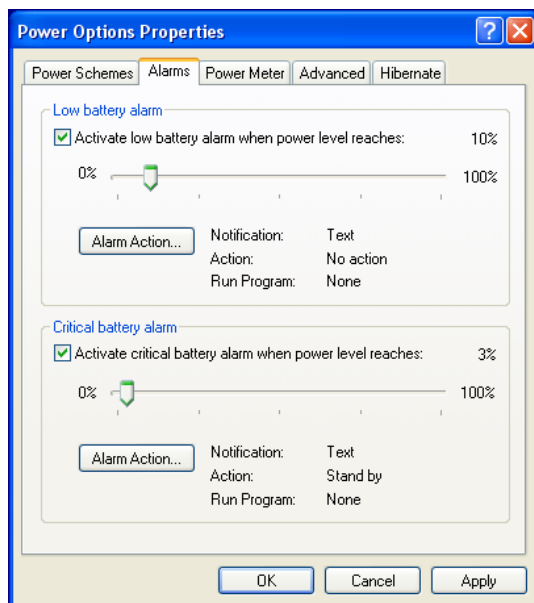 Power Options Properties
Power Schemes Alarms Power Meter Advanced Hibernate
Low battery alarm
Activate low battery alarm when power level reaches: 10%
0% 100%
Alarm Action... Notification: Text
Action: No action
Run Program: None
Critical battery alarm
Activate critical battery alarm when power level reaches: 3%
0% 100%
Alarm Action... Notification: Text
Action: Stand by
Run Program: None
OK Cancel Apply